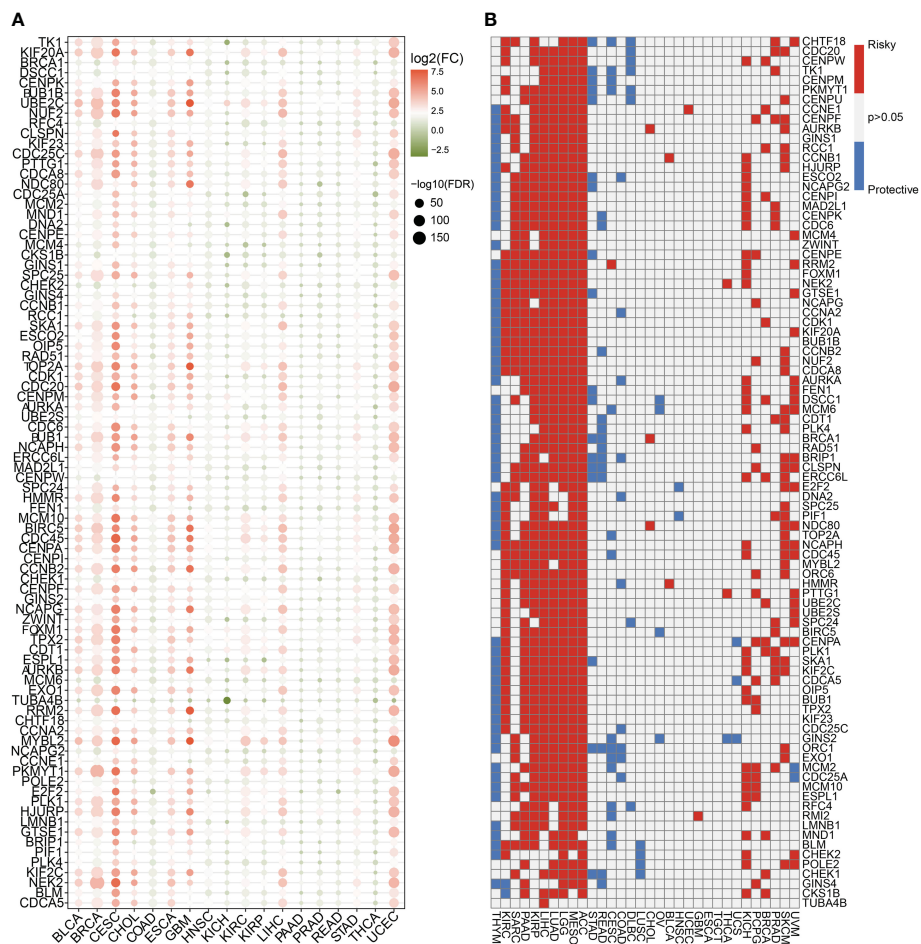 A
TK1
KIF20A
BRCA1
DSCC1
CENPK
BUB1B
UBE2C
NUF2
RFC4
CLSPN
KIF23
CDC25C
PTTG1
CDCA8
NDC80
CDC25A
MCM2
MND1
DNA2
CENPE
MCM4
CKS1B
GINS1
SPC25
CHEK2
GINS4
CCNB1
RCC1
SKA1
ESCO2
OIP5
RAD51
TOP2A
CDK1
CDC20
CENPM
AURKA
UBE2S
CDC6
BUB1
NCAPH
ERCC6L
MAD2L1
CENPW
SPC24
HMMR
FEN1
MCM10
BIRC5
CDC45
CENPA
CENPI
CCNB2
CHEK1
CENPF
GINS2
NCAPG
ZWINT
FOXM1
TPX2
CDT1
ESPL1
AURKB
MCM6
EXO1
TUBA4B
RRM2
CHTF18
CCNA2
MYBL2
NCAPG2
CCNE1
PKMYT1
POLE2
E2F2
PLK1
HJURP
LMNB1
GTSE1
BRIP1
PIF1
PLK4
KIF2C
NEK2
BLM
CDCA5
BLCA
BRCA
CESC
CHOL
COAD
ESCA
GBM
HNSC
KICH
KIRC
KIRP
LIHC
PAAD
PRAD
READ
STAD
THCA
UCEC
log2(FC)
7.5
5.0
2.5
0.0
−2.5
−log10(FDR)
50
100
150
B
CHTF18
CDC20
CENPW
TK1
CENPM
PKMYT1
CENPU
CCNE1
CENPF
AURKB
GINS1
RCC1
CCNB1
HJURP
ESCO2
NCAPG2
CENPI
MAD2L1
CENPK
CDC6
MCM4
ZWINT
CENPE
RRM2
FOXM1
NEK2
GTSE1
NCAPG
CCNA2
CDK1
KIF20A
BUB1B
CCNB2
NUF2
CDCA8
AURKA
FEN1
DSCC1
MCM6
CDT1
PLK4
BRCA1
RAD51
BRIP1
CLSPN
ERCC6L
E2F2
DNA2
SPC25
PIF1
NDC80
TOP2A
NCAPH
CDC45
MYBL2
ORC6
HMMR
PTTG1
UBE2C
UBE2S
SPC24
BIRC5
CENPA
PLK1
SKA1
KIF2C
CDCA5
OIP5
BUB1
TPX2
KIF23
CDC25C
GINS2
ORC1
EXO1
MCM2
CDC25A
MCM10
ESPL1
RFC4
RMI2
LMNB1
MND1
BLM
CHEK2
POLE2
CHEK1
GINS4
CKS1B
TUBA4B
THYM
KIRC
SARC
PAAD
KIRP
LIHC
LUAD
LGG
MESO
ACC
STAD
READ
CESC
COAD
DLBC
LUSC
CHOL
OV
BLCA
HNSC
UCEC
GBM
ESCA
TGCT
THCA
UCS
KICH
PCPG
BRCA
PRAD
SKCM
UVM
Risky
p>0.05
Protective